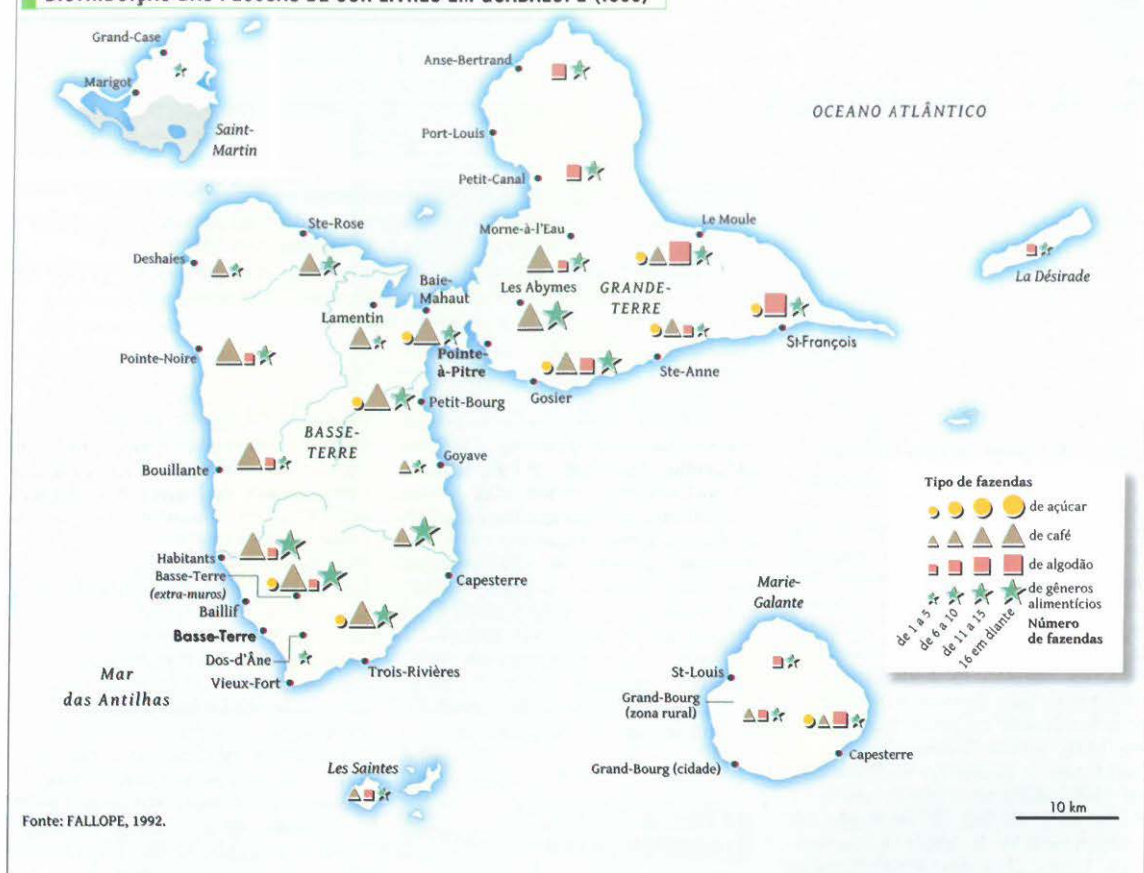 Grand-Case
Marigot
Saint-
Martin
Anse-Bertrand
Port-Louis
Petit-Canal
OCEANO ATLÂNTICO
Ste-Rose
Deshaies
Morne-à-l'Eau
Le Moule
La Désirade
Baie-
Mahaut
Les Abymes
GRANDE-
TERRE
Lamentin
Pointe-Noire
Pointe-
à-Pitre
St-François
Ste-Anne
Gosier
Petit-Bourg
BASSE-
TERRE
Bouillante
Goyave
Habitants
Basse-Terre
(extra-muros)
Baillif
Capesterre
Basse-Terre
Dos-d'Âne
Vieux-Fort
Trois-Rivières
Mar
das Antilhas
Les Saintes
Marie-
Galante
St-Louis
Grand-Bourg
(zona rural)
Capesterre
Grand-Bourg (cidade)
Tipo de fazendas
de açúcar
de café
de algodão
de gêneros
alimentícios
Número
de fazendas
de 1 a 5
de 6 a 10
de 11 a 15
16 em diante
10 km
Fonte: FALLOPE, 1992.